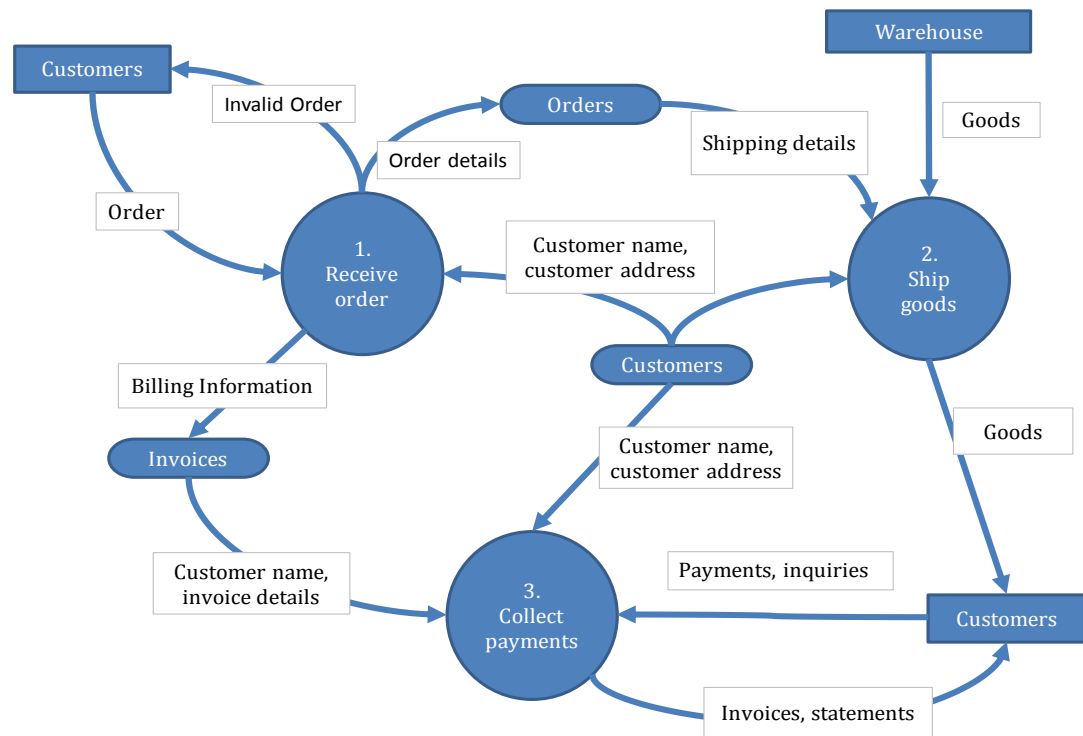 Warehouse
Customers
Invalid Order
Orders
Goods
Order details
Shipping details
Order
1.
Receive
order
Customer name,
customer address
2.
Ship
goods
Customers
Billing Information
Goods
Invoices
Customer name,
customer address
Customer name,
invoice details
3.
Collect
payments
Payments, inquiries
Customers
Invoices, statements